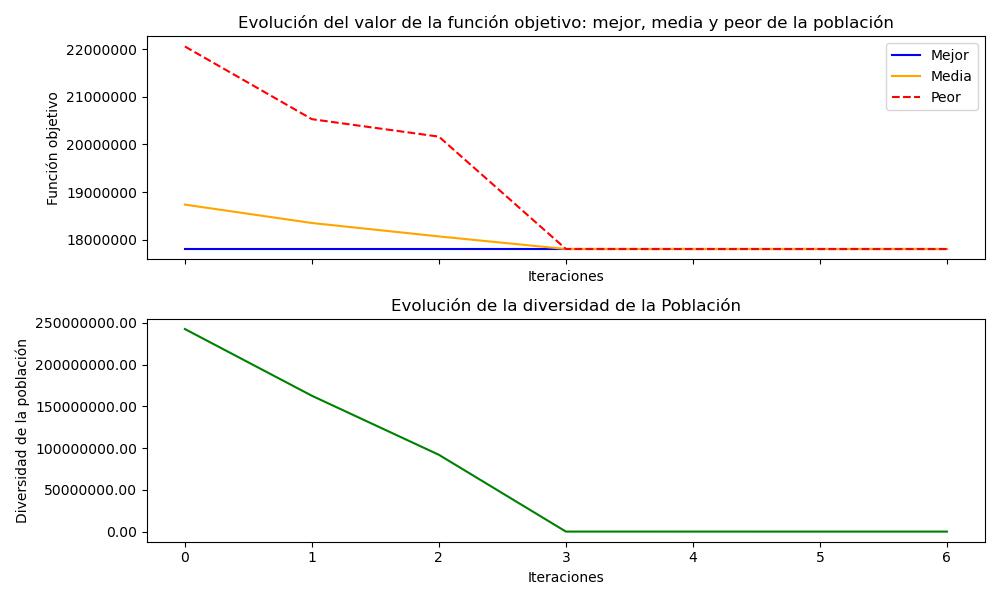 Evolución del valor de la función objetivo: mejor, media y peor de la población
22000000
21000000
20000000
19000000
18000000
Función objetivo
Mejor
Media
Peor
Iteraciones
Evolución de la diversidad de la Población
250000000.00
200000000.00
150000000.00
100000000.00
50000000.00
0.00
Diversidad de la población
0 1 2 3 4 5 6
Iteraciones